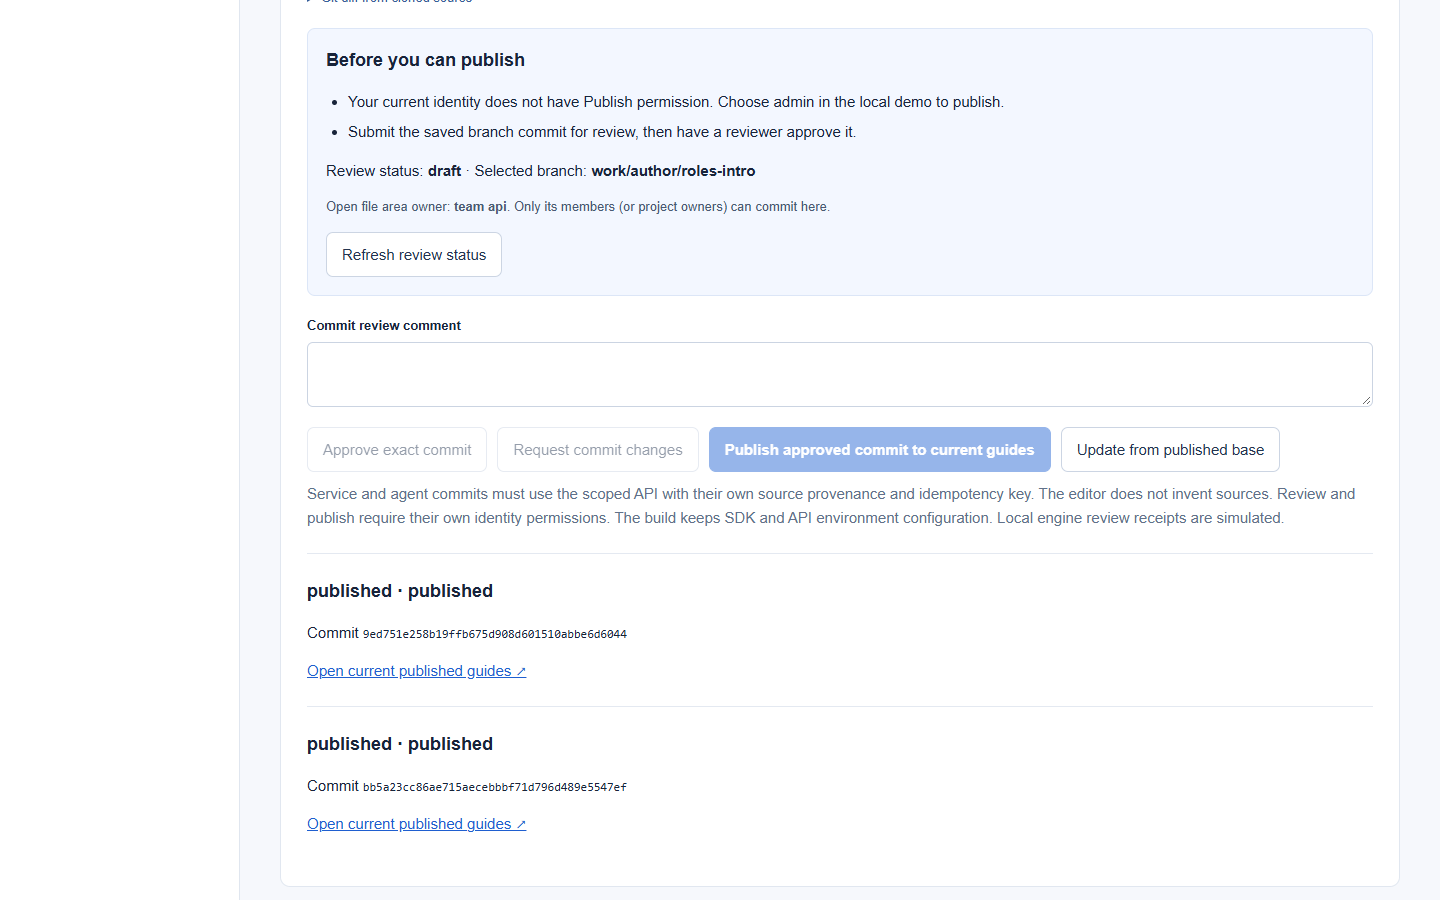 Git diff from cloned source
Before you can publish
• Your current identity does not have Publish permission. Choose admin in the local demo to publish.
• Submit the saved branch commit for review, then have a reviewer approve it.
Review status: draft · Selected branch: work/author/roles-intro
Open file area owner: team api. Only its members (or project owners) can commit here.
Refresh review status
Commit review comment
Approve exact commit Request commit changes Publish approved commit to current guides Update from published base
Service and agent commits must use the scoped API with their own source provenance and idempotency key. The editor does not invent sources. Review and
publish require their own identity permissions. The build keeps SDK and API environment configuration. Local engine review receipts are simulated.
published · published
Commit 9ed751e258b19ffb675d908d601510abbe6d6044
Open current published guides ↗
published · published
Commit bb5a23cc86ae715aecebbbf71d796d489e5547ef
Open current published guides ↗